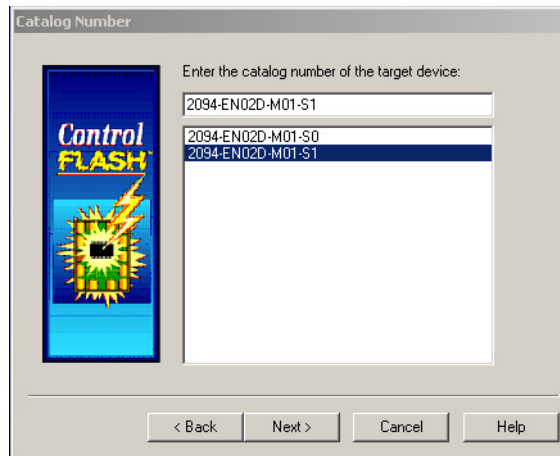 Catalog Number
Enter the catalog number of the target device:
2094-EN02D-M01-S1
2094-EN02D-M01-S0
2094-EN02D-M01-S1
Control
FLASH™
< Back
Next >
Cancel
Help